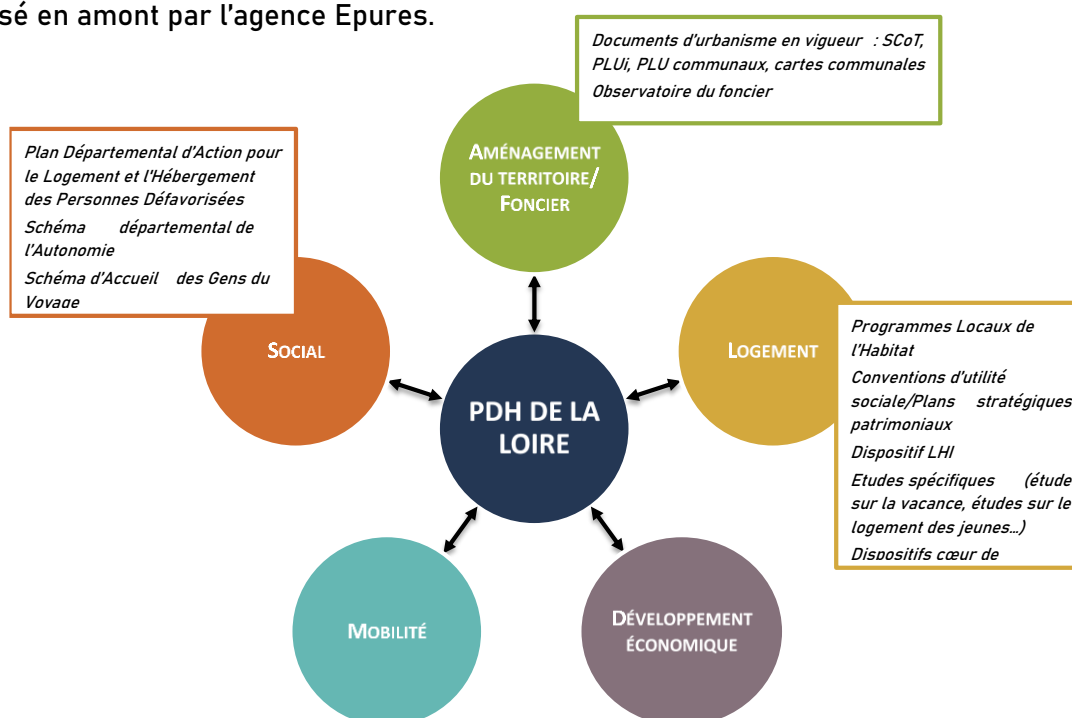 sé en amont par l'agence Epures.
Documents d'urbanisme en vigueur : SCoT,
PLUi, PLU communaux, cartes communales
Observatoire du foncier
AMÉNAGEMENT
DU TERRITOIRE/
FONCIER
Plan Départemental d'Action pour
le Logement et l'Hébergement
des Personnes Défavorisées
Schéma départemental de
l'Autonomie
Schéma d'Accueil des Gens du
Voyage
SOCIAL
LOGEMENT
Programmes Locaux de
l'Habitat
Conventions d'utilité
sociale/Plans stratégiques
patrimoniaux
Dispositif LHI
Etudes spécifiques (étude
sur la vacance, études sur le
logement des jeunes…)
Dispositifs cœur de
PDH DE LA
LOIRE
MOBILITÉ
DÉVELOPPEMENT
ÉCONOMIQUE